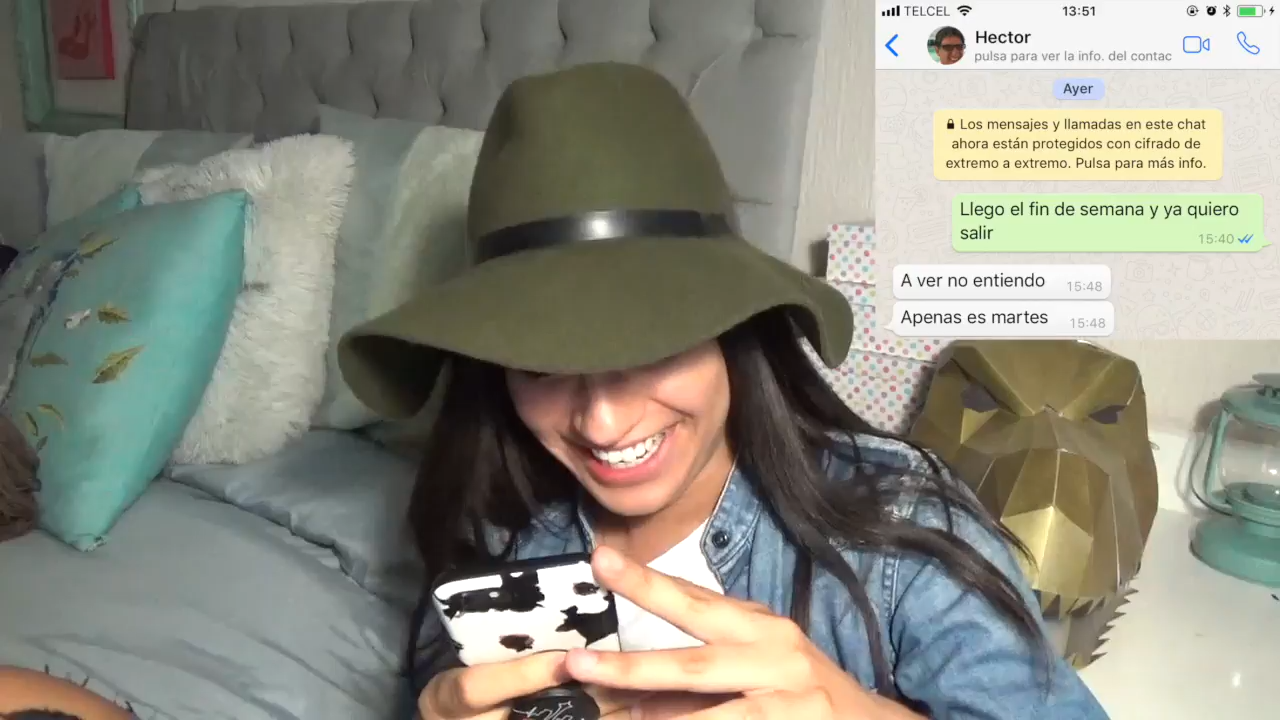 TELCEL
13:51
Hector
pulsa para ver la info. del contac
Ayer
Los mensajes y llamadas en este chat
ahora están protegidos con cifrado de
extremo a extremo. Pulsa para más info.
Llego el fin de semana y ya quiero
salir
15:40
A ver no entiendo
15:48
Apenas es martes
15:48